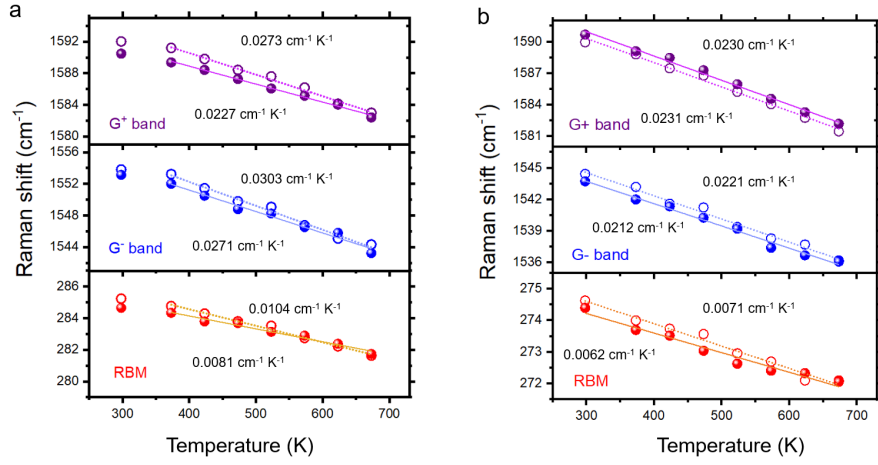 a
1592
1588
1584
1580
0.0273 cm⁻¹ K⁻¹
0.0227 cm⁻¹ K⁻¹
G⁺ band
1556
1552
1548
1544
0.0303 cm⁻¹ K⁻¹
0.0271 cm⁻¹ K⁻¹
G⁻ band
286
284
282
280
0.0104 cm⁻¹ K⁻¹
0.0081 cm⁻¹ K⁻¹
RBM
300 400 500 600 700
Temperature (K)
Raman shift (cm⁻¹)
b
1590
1587
1584
1581
0.0230 cm⁻¹ K⁻¹
0.0231 cm⁻¹ K⁻¹
G+ band
1545
1542
1539
1536
0.0221 cm⁻¹ K⁻¹
0.0212 cm⁻¹ K⁻¹
G- band
275
274
273
272
0.0071 cm⁻¹ K⁻¹
0.0062 cm⁻¹ K⁻¹
RBM
300 400 500 600 700
Temperature (K)
Raman shift (cm⁻¹)